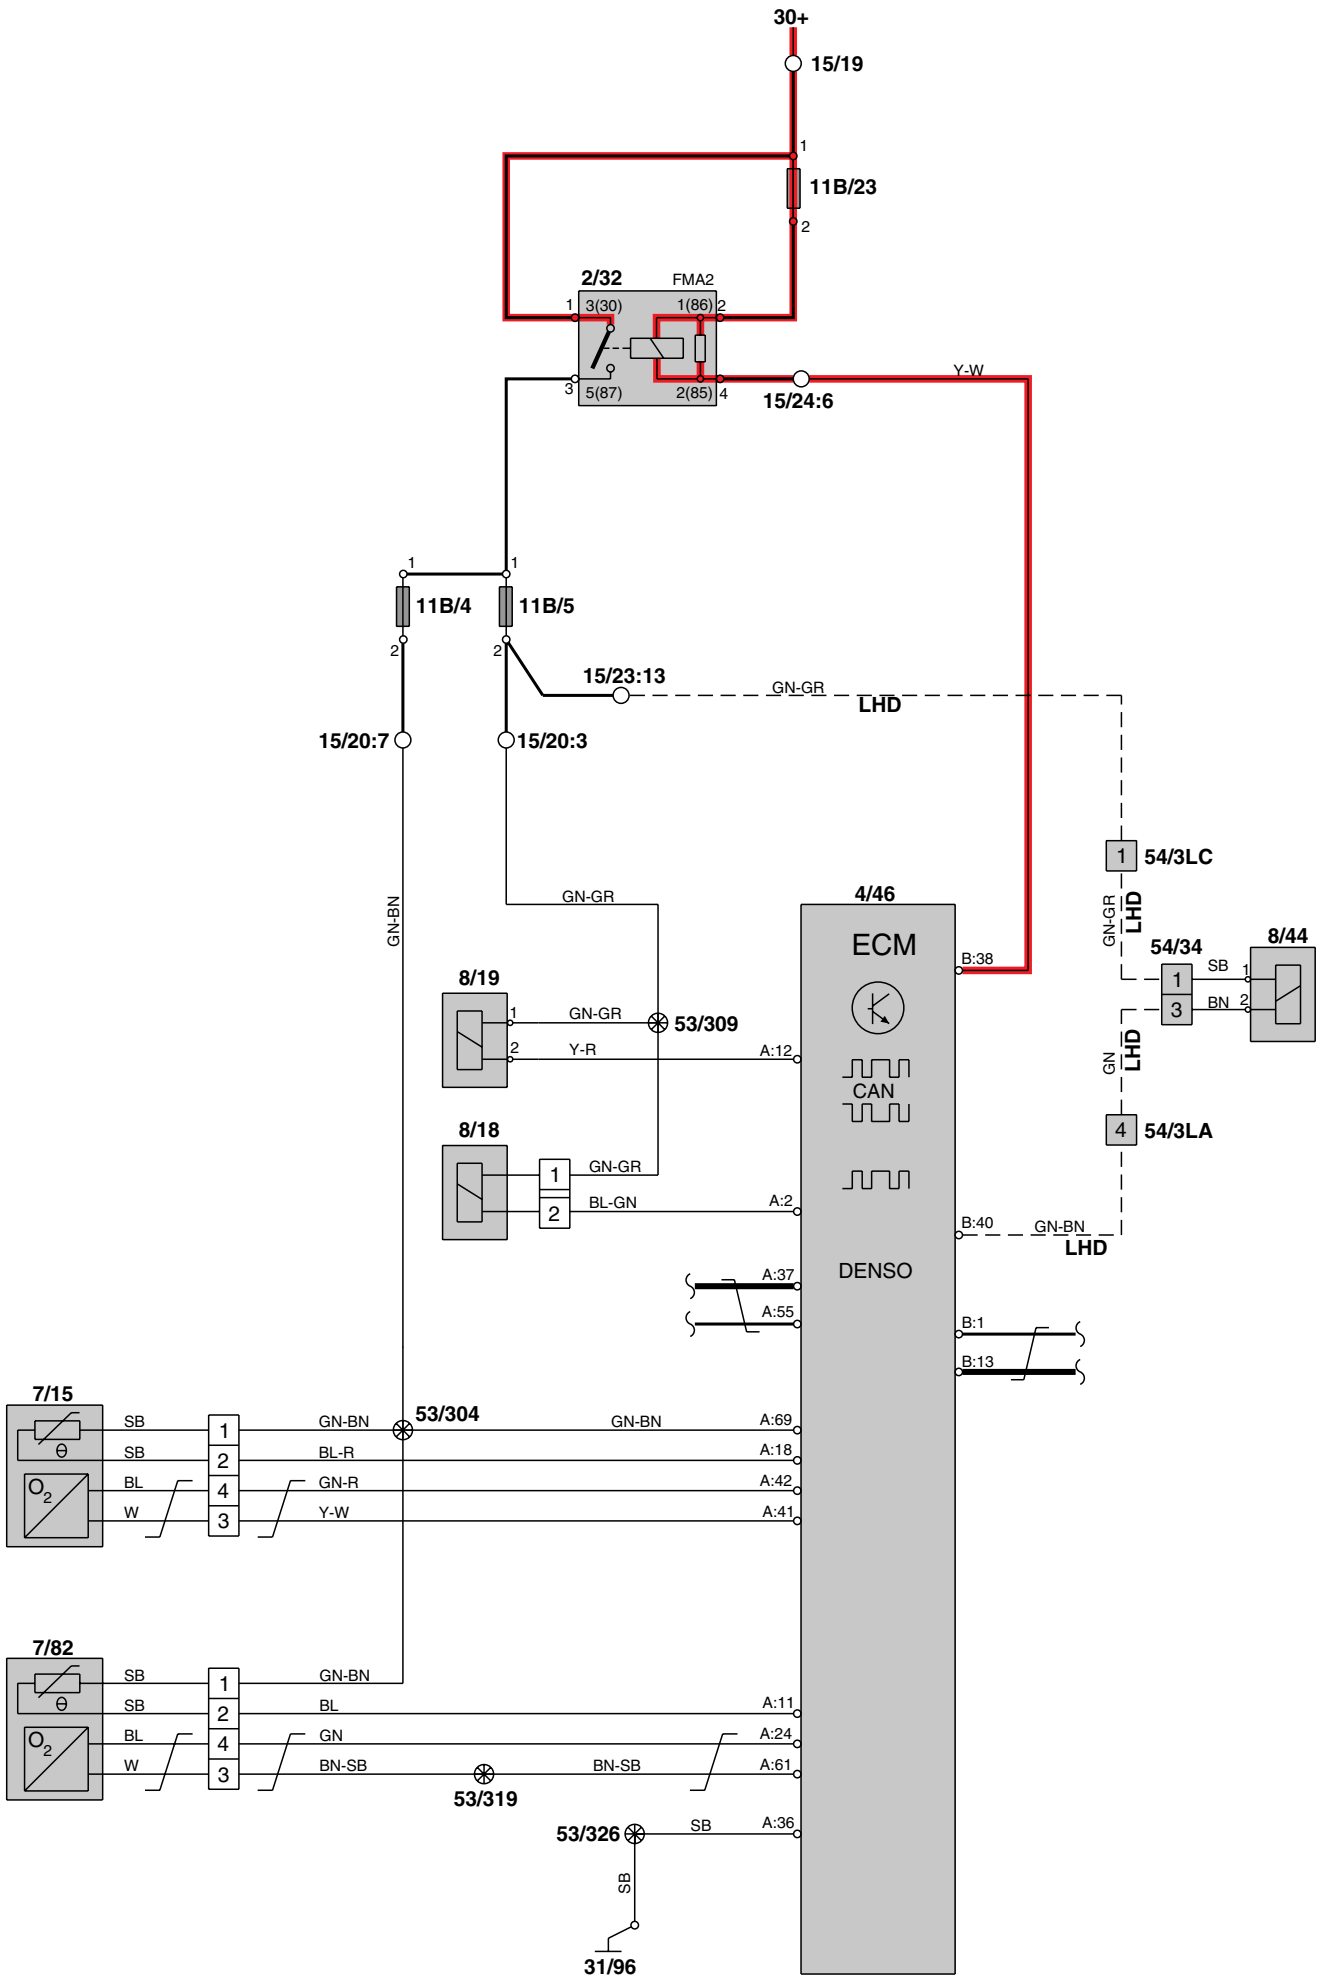 30+
15/19
1
11B/23
2
2/32 FMA2
1 3(30) 1(86) 2
3 5(87) 2(85) 4
Y-W
15/24:6
1 1
11B/4 11B/5
2 2
15/23:13
GN-GR
LHD
15/20:7 15/20:3
1 54/3LC
GN-BN
GN-GR
4/46
ECM
GN-GR
LHD
B:38
54/34 8/44
8/19
1 SB 1
3 BN 2
1 GN-GR 53/309
2 Y-R A:12
GN
LHD
CAN
8/18
4 54/3LA
1 GN-GR
2 BL-GN A:2
B:40 GN-BN
LHD
DENSO
A:37
A:55
B:1
B:13
7/15
53/304
SB 1 GN-BN GN-BN A:69
θ SB 2 BL-R A:18
O2 BL 4 GN-R A:42
W 3 Y-W A:41
7/82
SB 1 GN-BN
θ SB 2 BL A:11
O2 BL 4 GN A:24
W 3 BN-SB BN-SB A:61
53/319
53/326 SB A:36
SB
31/96